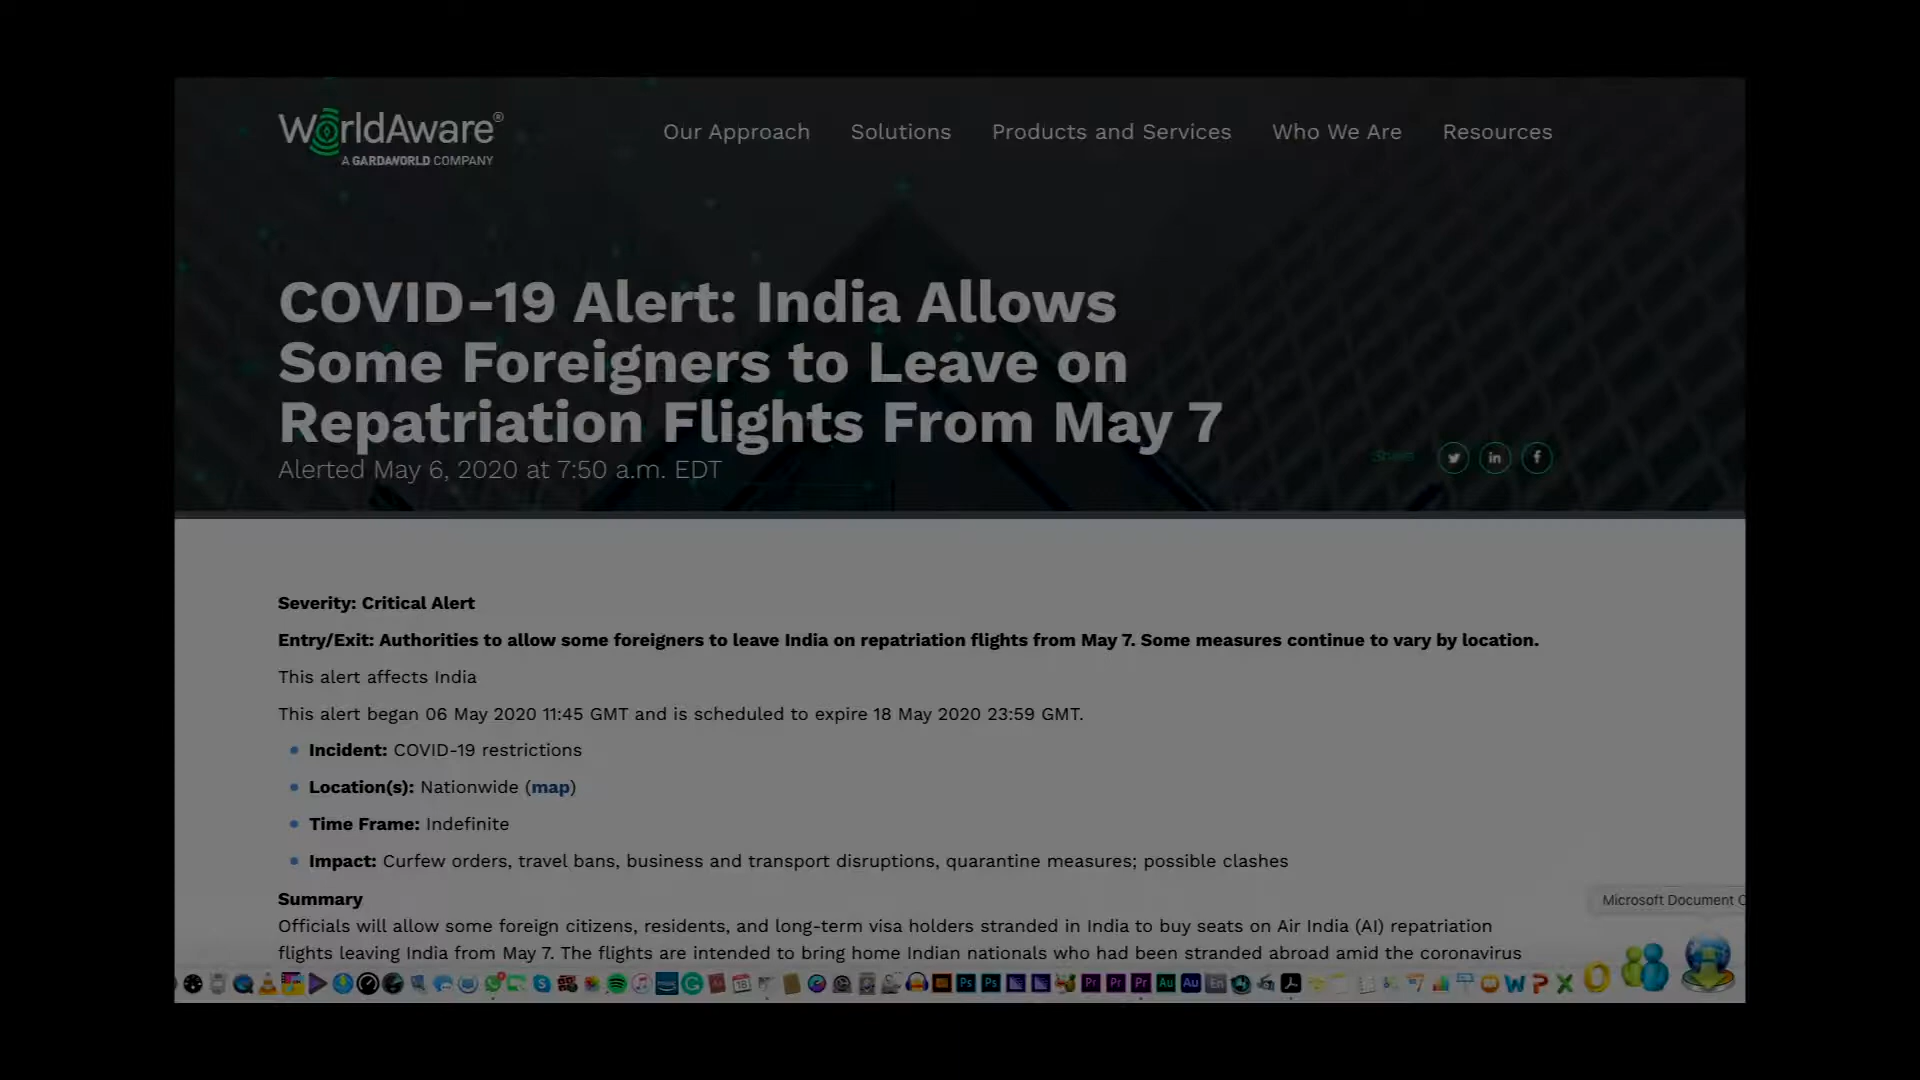 WorldAware®
A GARDAWORLD COMPANY
Our Approach Solutions Products and Services Who We Are Resources
COVID-19 Alert: India Allows
Some Foreigners to Leave on
Repatriation Flights From May 7
Alerted May 6, 2020 at 7:50 a.m. EDT
Share
Severity: Critical Alert
Entry/Exit: Authorities to allow some foreigners to leave India on repatriation flights from May 7. Some measures continue to vary by location.
This alert affects India
This alert began 06 May 2020 11:45 GMT and is scheduled to expire 18 May 2020 23:59 GMT.
Incident: COVID-19 restrictions
Location(s): Nationwide (map)
Time Frame: Indefinite
Impact: Curfew orders, travel bans, business and transport disruptions, quarantine measures; possible clashes
Summary
Microsoft Document C
Officials will allow some foreign citizens, residents, and long-term visa holders stranded in India to buy seats on Air India (AI) repatriation
flights leaving India from May 7. The flights are intended to bring home Indian nationals who had been stranded abroad amid the coronavirus